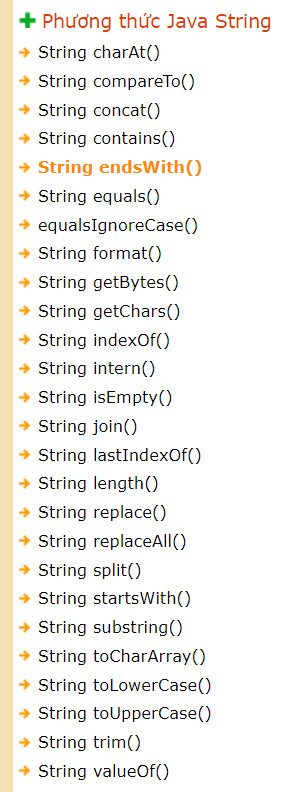 Phương thức Java String
String charAt()
String compareTo()
String concat()
String contains()
String endsWith()
String equals()
equalsIgnoreCase()
String format()
String getBytes()
String getChars()
String indexOf()
String intern()
String isEmpty()
String join()
String lastIndexOf()
String length()
String replace()
String replaceAll()
String split()
String startsWith()
String substring()
String toCharArray()
String toLowerCase()
String toUpperCase()
String trim()
String valueOf()